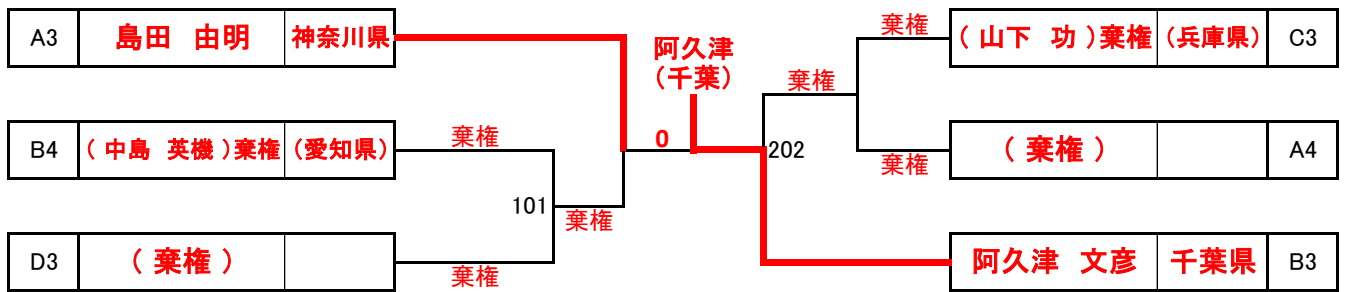 A3 島田 由明 神奈川県
B4 （ 中島 英機 ）棄権 （愛知県）
D3 （ 棄権 ）
棄権
101
棄権
棄権
阿久津
（千葉）
0
202
棄権
棄権
棄権
（ 山下 功 ）棄権 （兵庫県） C3
（ 棄権 ） A4
阿久津 文彦 千葉県 B3